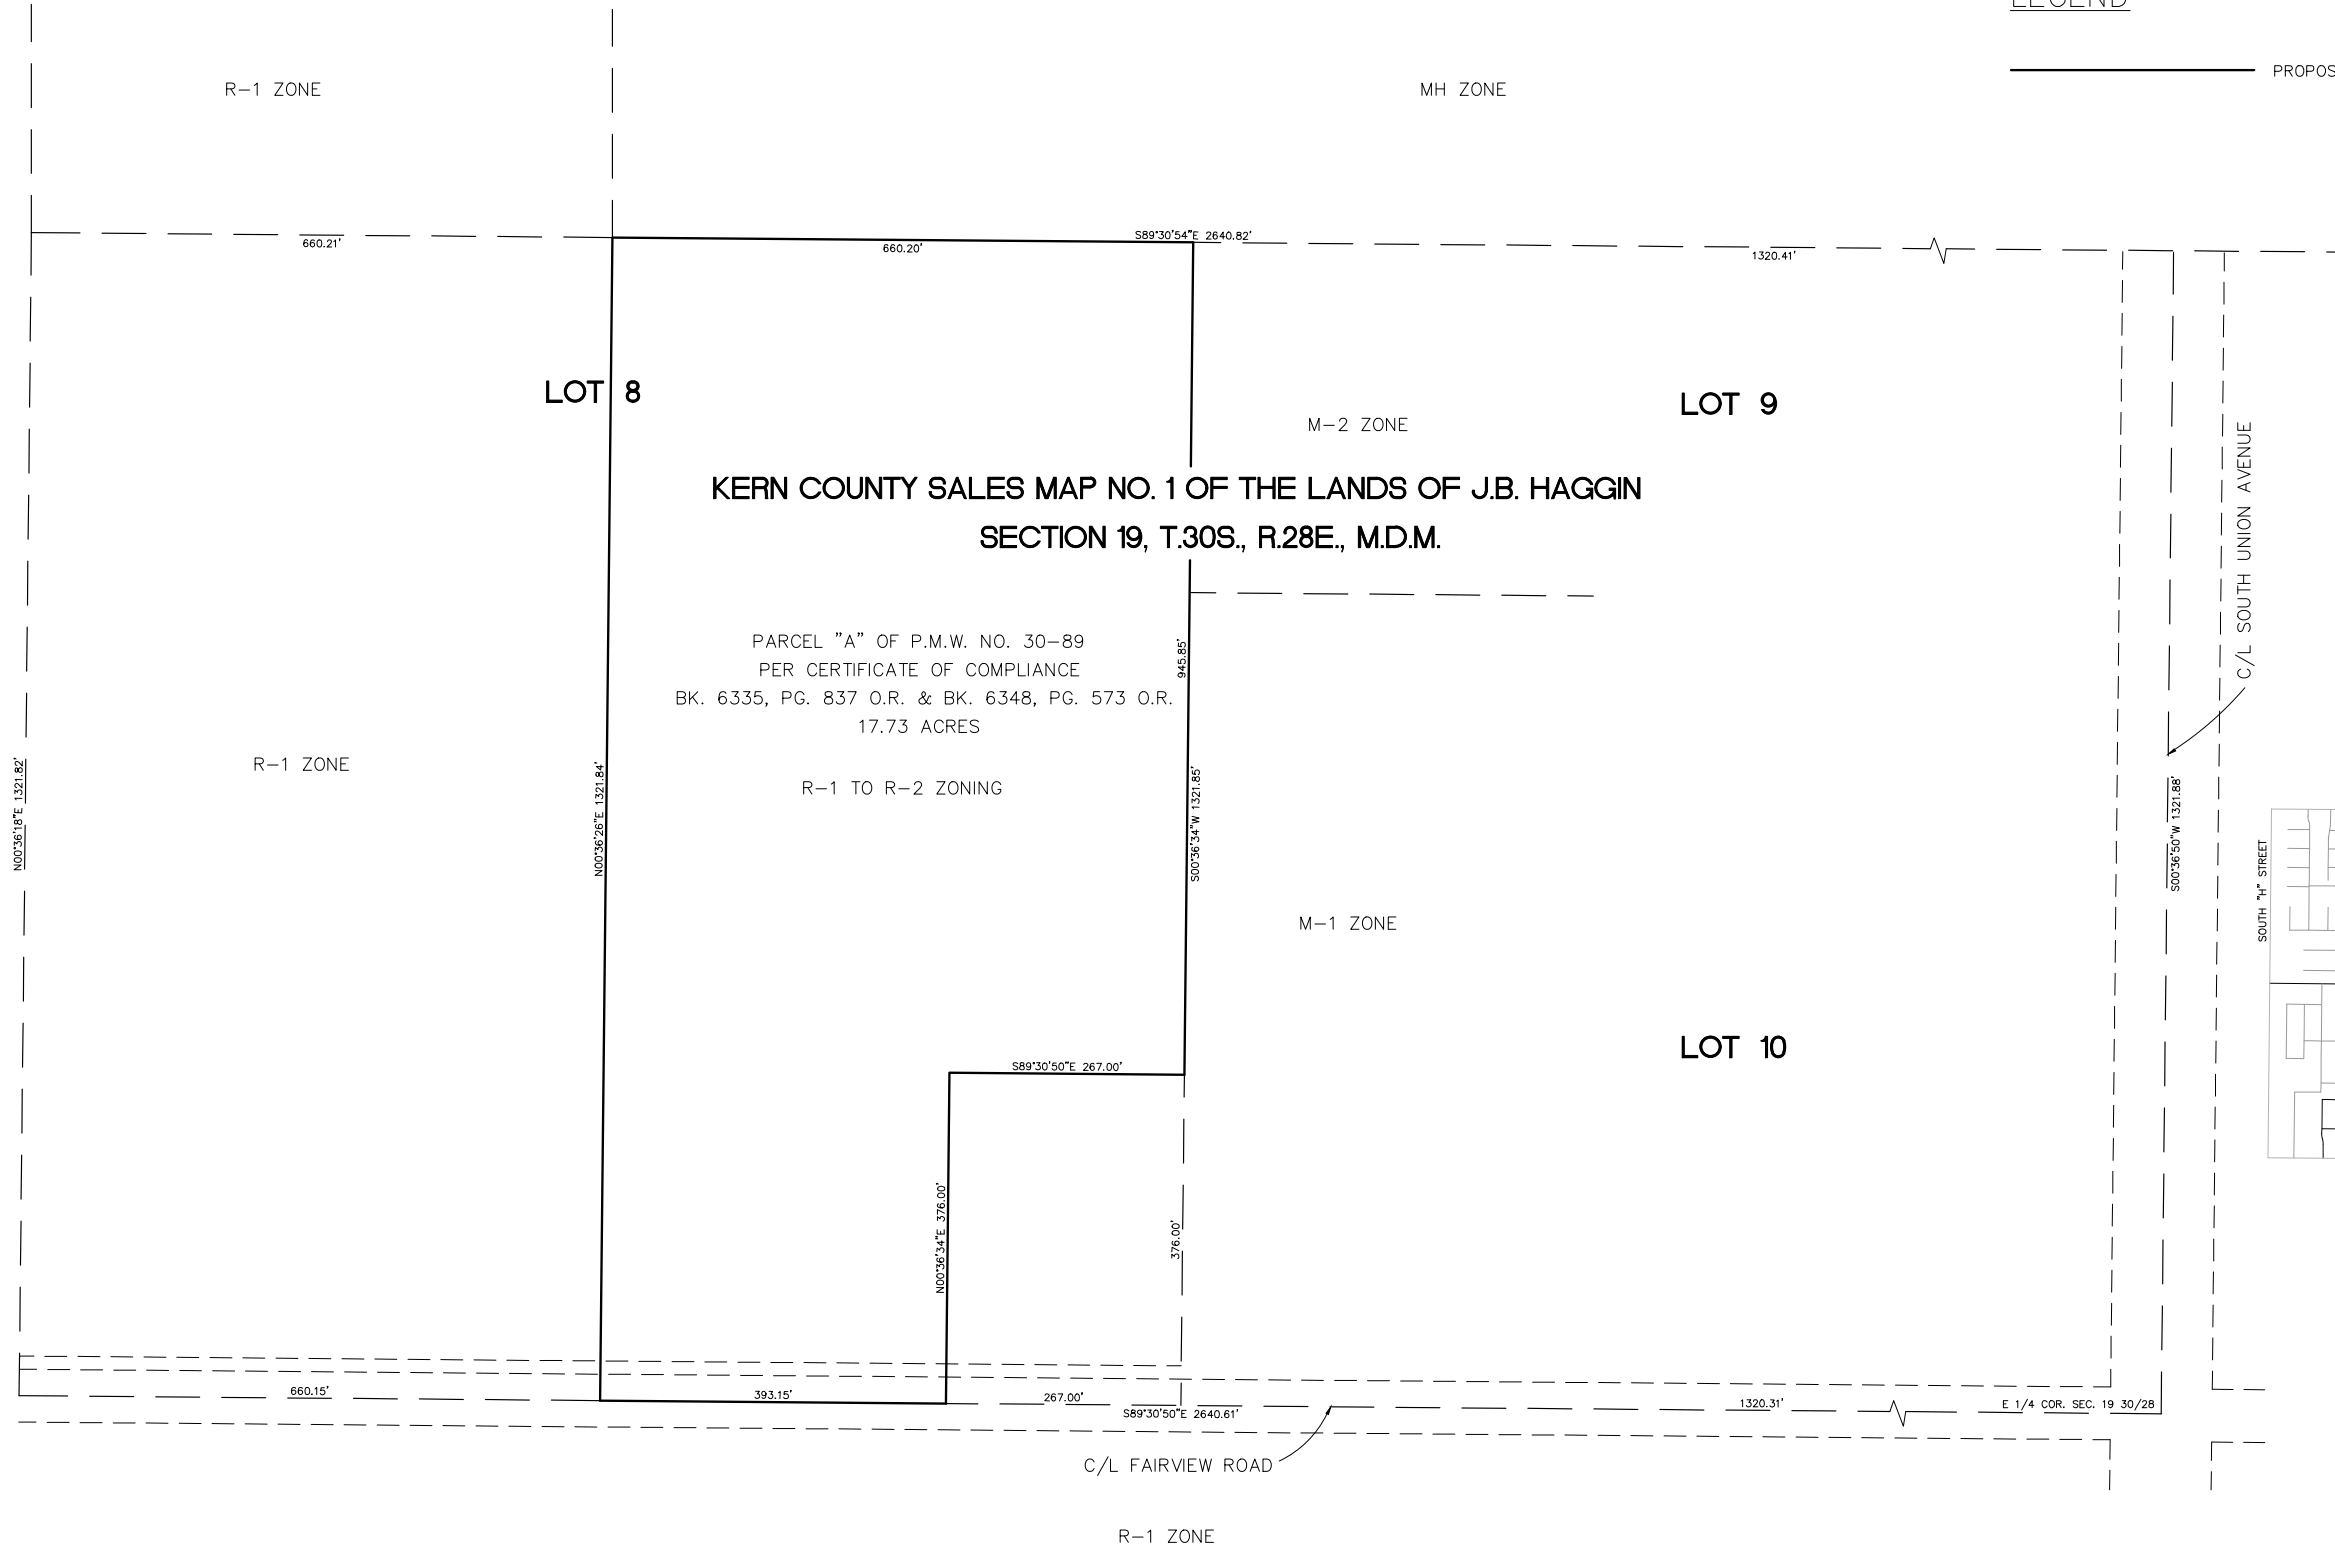 LEGEND
PROPOS
R-1 ZONE
MH ZONE
660.21'
660.20'
S89°30'54"E 2640.82'
1320.41'
LOT 8
LOT 9
M-2 ZONE
KERN COUNTY SALES MAP NO. 1 OF THE LANDS OF J.B. HAGGIN
SECTION 19, T.30S., R.28E., M.D.M.
C/L SOUTH UNION AVENUE
PARCEL "A" OF P.M.W. NO. 30-89
PER CERTIFICATE OF COMPLIANCE
BK. 6335, PG. 837 O.R. & BK. 6348, PG. 573 O.R.
17.73 ACRES
945.85'
R-1 ZONE
R-1 TO R-2 ZONING
N00°36'18"E 1321.82'
N00°36'26"E 1321.84'
S00°36'34"W 1321.85'
S00°36'50"W 1321.88'
SOUTH "H" STREET
M-1 ZONE
LOT 10
S89°30'50"E 267.00'
N00°36'34"E 376.00'
376.00'
660.15'
393.15'
267.00'
S89°30'50"E 2640.61'
1320.31'
E 1/4 COR. SEC. 19 30/28
C/L FAIRVIEW ROAD
R-1 ZONE